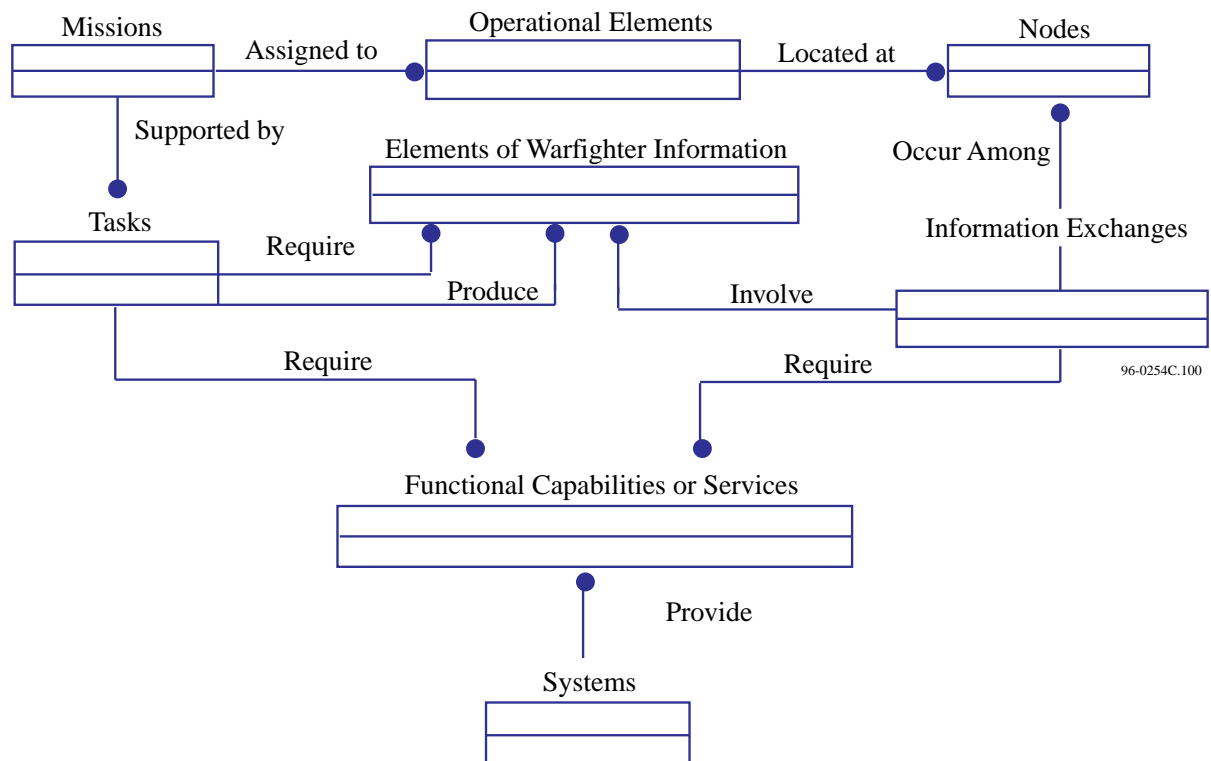 Missions
Operational Elements
Nodes
Assigned to
Located at
Supported by
Elements of Warfighter Information
Occur Among
Tasks
Require
Information Exchanges
Produce
Involve
Require
Require
96-0254C.100
Functional Capabilities or Services
Provide
Systems